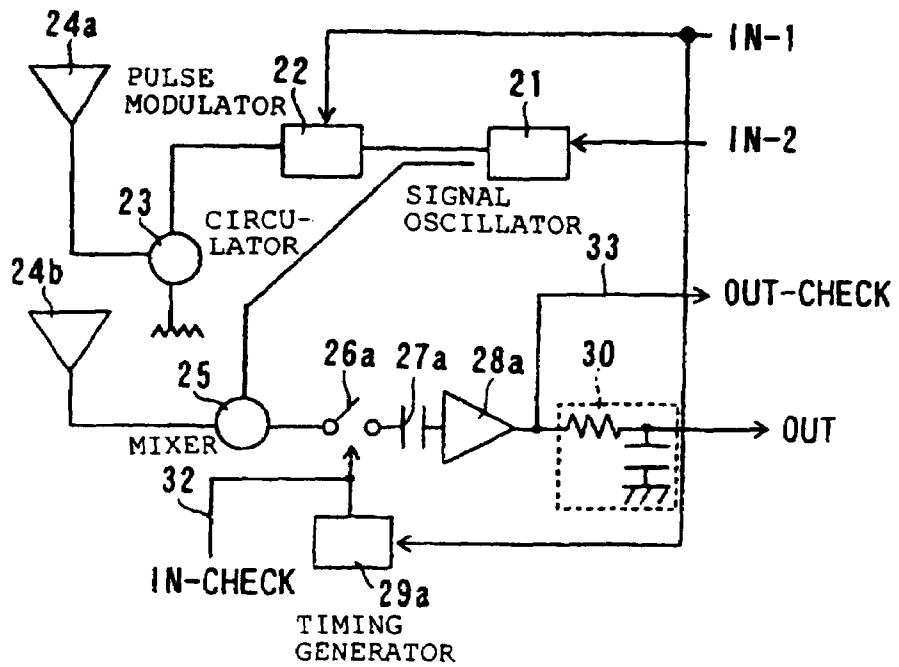 24a
IN-1
PULSE
MODULATOR
22
21
IN-2
23
CIRCU-
LATOR
SIGNAL
OSCILLATOR
33
24b
OUT-CHECK
26a
27a
28a
30
25
OUT
MIXER
32
IN-CHECK
29a
TIMING
GENERATOR